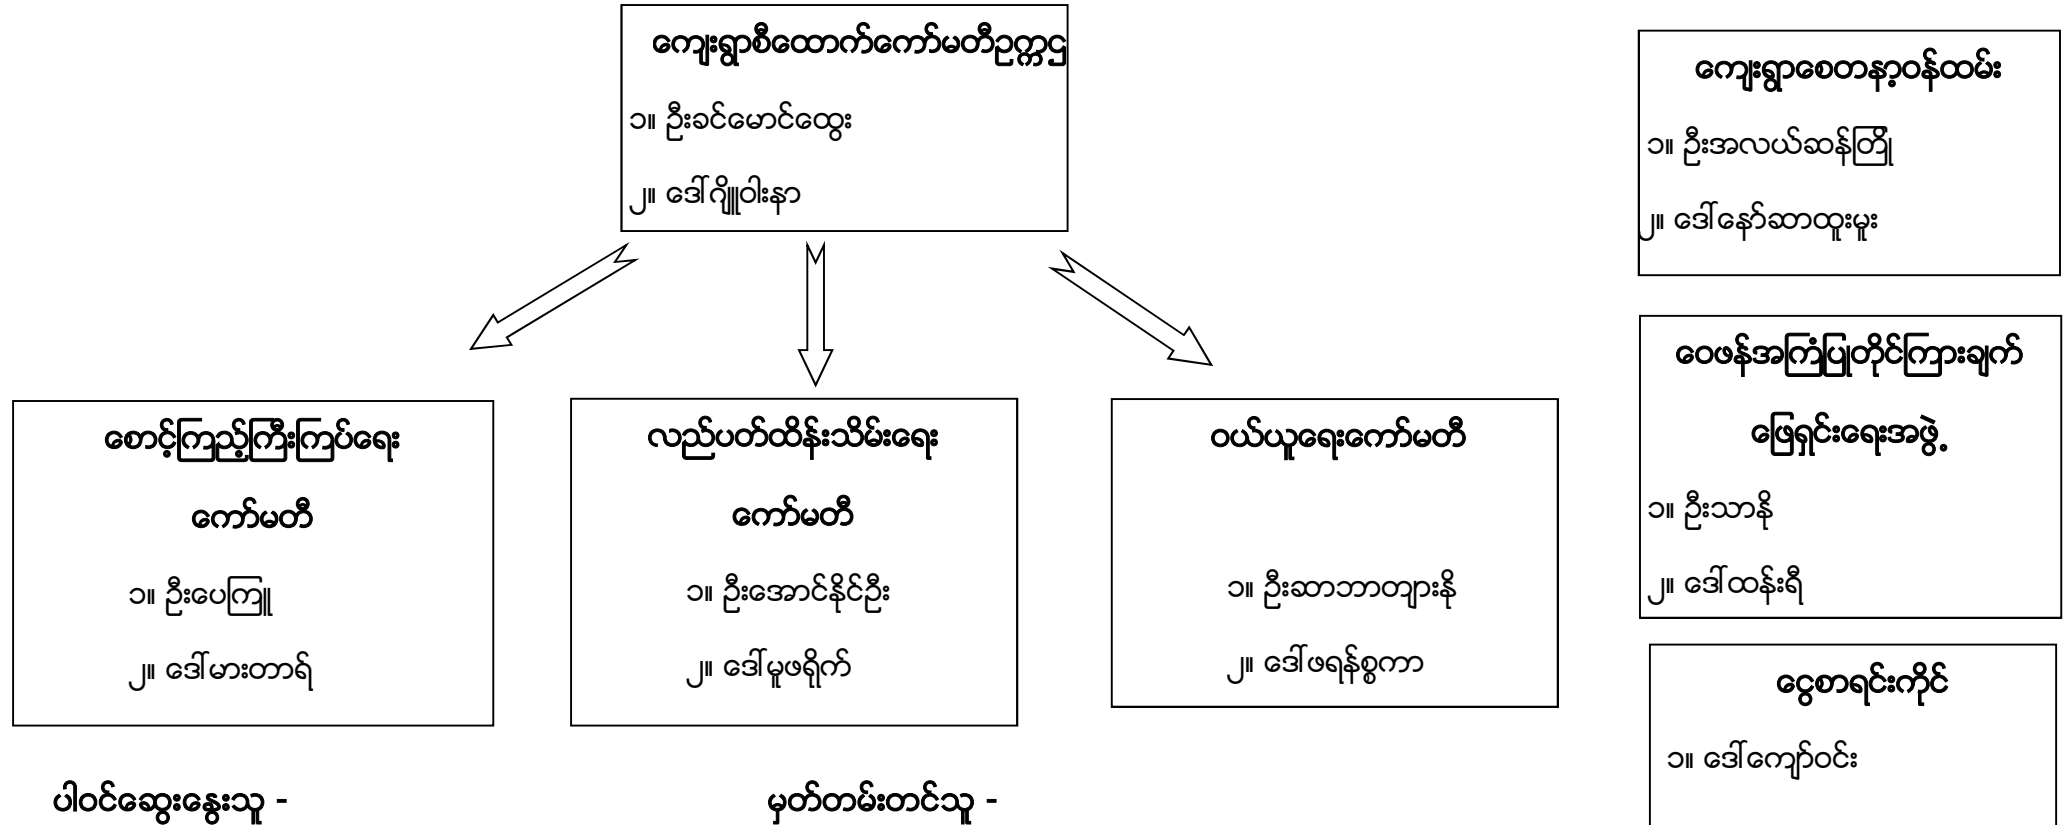 ကျေးရွာစီထောက်ကော်မတီဥက္ကဌ
၁။ ဦးခင်မောင်ထွေး
၂။ ဒေါ်ဂျိူဝါးနာ
စောင့်ကြည့်ကြီးကြပ်ရေး
ကော်မတီ
၁။ ဦးပေကြူ
၂။ ဒေါ်မားတာရ်
လည်ပတ်ထိန်းသိမ်းရေး
ကော်မတီ
၁။ ဦးအောင်နိုင်ဦး
၂။ ဒေါ်မူဖရိုက်
ဝယ်ယူရေးကော်မတီ
၁။ ဦးဆာဘာတျားနို
၂။ ဒေါ်ဖရန်စ္စကာ
ကျေးရွာစေတနာ့ဝန်ထမ်း
၁။ ဦးအလယ်ဆန်တြို
၂။ ဒေါ်နော်ဆာထူးမူး
ဝေဖန်အကြံပြုတိုင်ကြားချက်
ဖြေရှင်းရေးအဖွဲ့
၁။ ဦးသာနို
၂။ ဒေါ်ထန်းရီ
ငွေစာရင်းကိုင်
၁။ ဒေါ်ကျော်ဝင်း
ပါဝင်ဆွေးနွေးသူ -
မှတ်တမ်းတင်သူ -